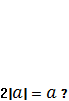 2|a| = a ?